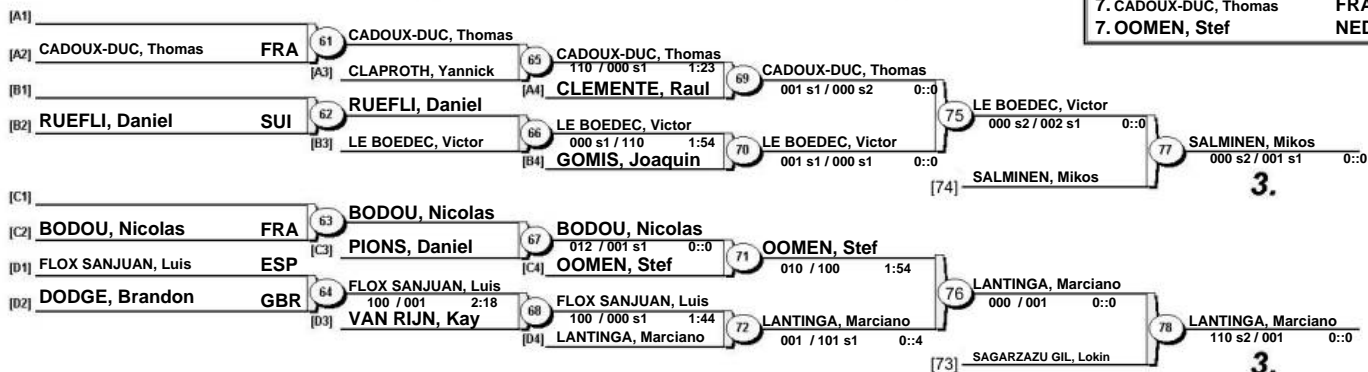 7. CADOUX-DUC, Thomas FRA
7. OOMEN, Stef NED
[A1]
[A2] CADOUX-DUC, Thomas FRA
61
CADOUX-DUC, Thomas
[A3] CLAPROTH, Yannick
65
CADOUX-DUC, Thomas
110 / 000 s1 1:23
[A4] CLEMENTE, Raul
69
CADOUX-DUC, Thomas
001 s1 / 000 s2 0::0
[B1]
[B2] RUEFLI, Daniel SUI
62
RUEFLI, Daniel
[B3] LE BOEDEC, Victor
66
LE BOEDEC, Victor
000 s1 / 110 1:54
[B4] GOMIS, Joaquin
70
LE BOEDEC, Victor
001 s1 / 000 s1 0::0
75
LE BOEDEC, Victor
000 s2 / 002 s1 0::0
[74] SALMINEN, Mikos
77
SALMINEN, Mikos
000 s2 / 001 s1 0::0
3.
[C1]
[C2] BODOU, Nicolas FRA
63
BODOU, Nicolas
[C3] PIONS, Daniel
67
BODOU, Nicolas
012 / 001 s1 0::0
[C4] OOMEN, Stef
71
OOMEN, Stef
010 / 100 1:54
[D1] FLOX SANJUAN, Luis ESP
[D2] DODGE, Brandon GBR
64
FLOX SANJUAN, Luis
100 / 001 2:18
[D3] VAN RIJN, Kay
68
FLOX SANJUAN, Luis
100 / 000 s1 1:44
[D4] LANTINGA, Marciano
72
LANTINGA, Marciano
001 / 101 s1 0::4
76
LANTINGA, Marciano
000 / 001 0::0
[73] SAGARZAZU GIL, Lokin
78
LANTINGA, Marciano
110 s2 / 001 0::0
3.